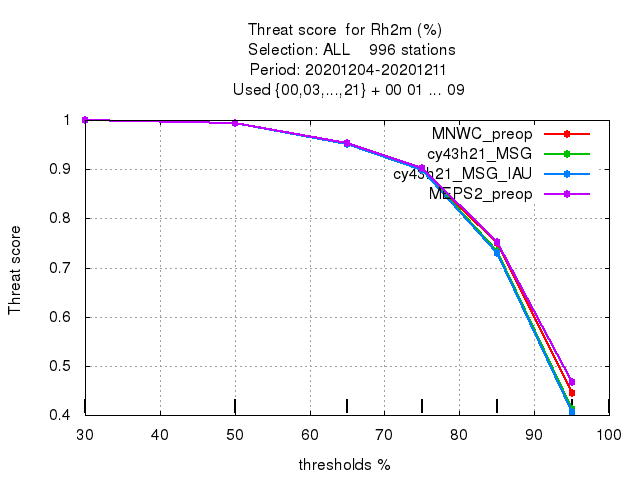 Threat score  for Rh2m (%)
Selection: ALL    996 stations
Period: 20201204-20201211
Used {00,03,...,21} + 00 01 ... 09
1
0.9
0.8
0.7
0.6
0.5
0.4
Threat score
MNWC_preop
cy43h21_MSG
cy43h21_MSG_IAU
MEPS2_preop
30 40 50 60 70 80 90 100
thresholds %